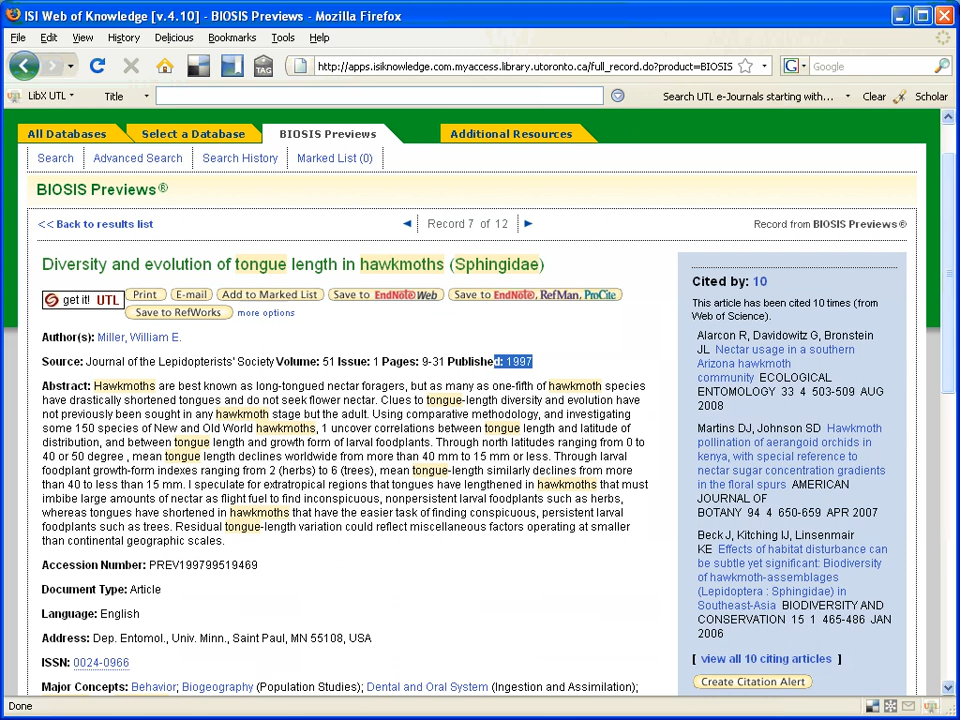 ISI Web of Knowledge [v.4.10] - BIOSIS Previews - Mozilla Firefox
File Edit View History Delicious Bookmarks Tools Help
TAG http://apps.isiknowledge.com.myaccess.library.utoronto.ca/full_record.do?product=BIOSIS Google
LibX UTL Title Search UTL e-Journals starting with... Clear Scholar
All Databases Select a Database BIOSIS Previews Additional Resources
Search Advanced Search Search History Marked List (0)
BIOSIS Previews®
<< Back to results list Record 7 of 12 Record from BIOSIS Previews®
Diversity and evolution of tongue length in hawkmoths (Sphingidae)
get it! UTL Print E-mail Add to Marked List Save to EndNote Web Save to EndNote, RefMan, ProCite
Save to RefWorks more options
Author(s): Miller, William E.
Source: Journal of the Lepidopterists' Society Volume: 51 Issue: 1 Pages: 9-31 Published: 1997
Abstract: Hawkmoths are best known as long-tongued nectar foragers, but as many as one-fifth of hawkmoth species
have drastically shortened tongues and do not seek flower nectar. Clues to tongue-length diversity and evolution have
not previously been sought in any hawkmoth stage but the adult. Using comparative methodology, and investigating
some 150 species of New and Old World hawkmoths, 1 uncover correlations between tongue length and latitude of
distribution, and between tongue length and growth form of larval foodplants. Through north latitudes ranging from 0 to
40 or 50 degree , mean tongue length declines worldwide from more than 40 mm to 15 mm or less. Through larval
foodplant growth-form indexes ranging from 2 (herbs) to 6 (trees), mean tongue-length similarly declines from more
than 40 to less than 15 mm. I speculate for extratropical regions that tongues have lengthened in hawkmoths that must
imbibe large amounts of nectar as flight fuel to find inconspicuous, nonpersistent larval foodplants such as herbs,
whereas tongues have shortened in hawkmoths that have the easier task of finding conspicuous, persistent larval
foodplants such as trees. Residual tongue-length variation could reflect miscellaneous factors operating at smaller
than continental geographic scales.
Accession Number: PREV199799519469
Document Type: Article
Language: English
Address: Dep. Entomol., Univ. Minn., Saint Paul, MN 55108, USA
ISSN: 0024-0966
Major Concepts: Behavior; Biogeography (Population Studies); Dental and Oral System (Ingestion and Assimilation);
Cited by: 10
This article has been cited 10 times (from
Web of Science).
Alarcon R, Davidowitz G, Bronstein
JL Nectar usage in a southern
Arizona hawkmoth
community ECOLOGICAL
ENTOMOLOGY 33 4 503-509 AUG
2008
Martins DJ, Johnson SD Hawkmoth
pollination of aerangoid orchids in
kenya, with special reference to
nectar sugar concentration gradients
in the floral spurs AMERICAN
JOURNAL OF
BOTANY 94 4 650-659 APR 2007
Beck J, Kitching IJ, Linsenmair
KE Effects of habitat disturbance can
be subtle yet significant: Biodiversity
of hawkmoth-assemblages
(Lepidoptera : Sphingidae) in
Southeast-Asia BIODIVERSITY AND
CONSERVATION 15 1 465-486 JAN
2006
[ view all 10 citing articles ]
Create Citation Alert
Done